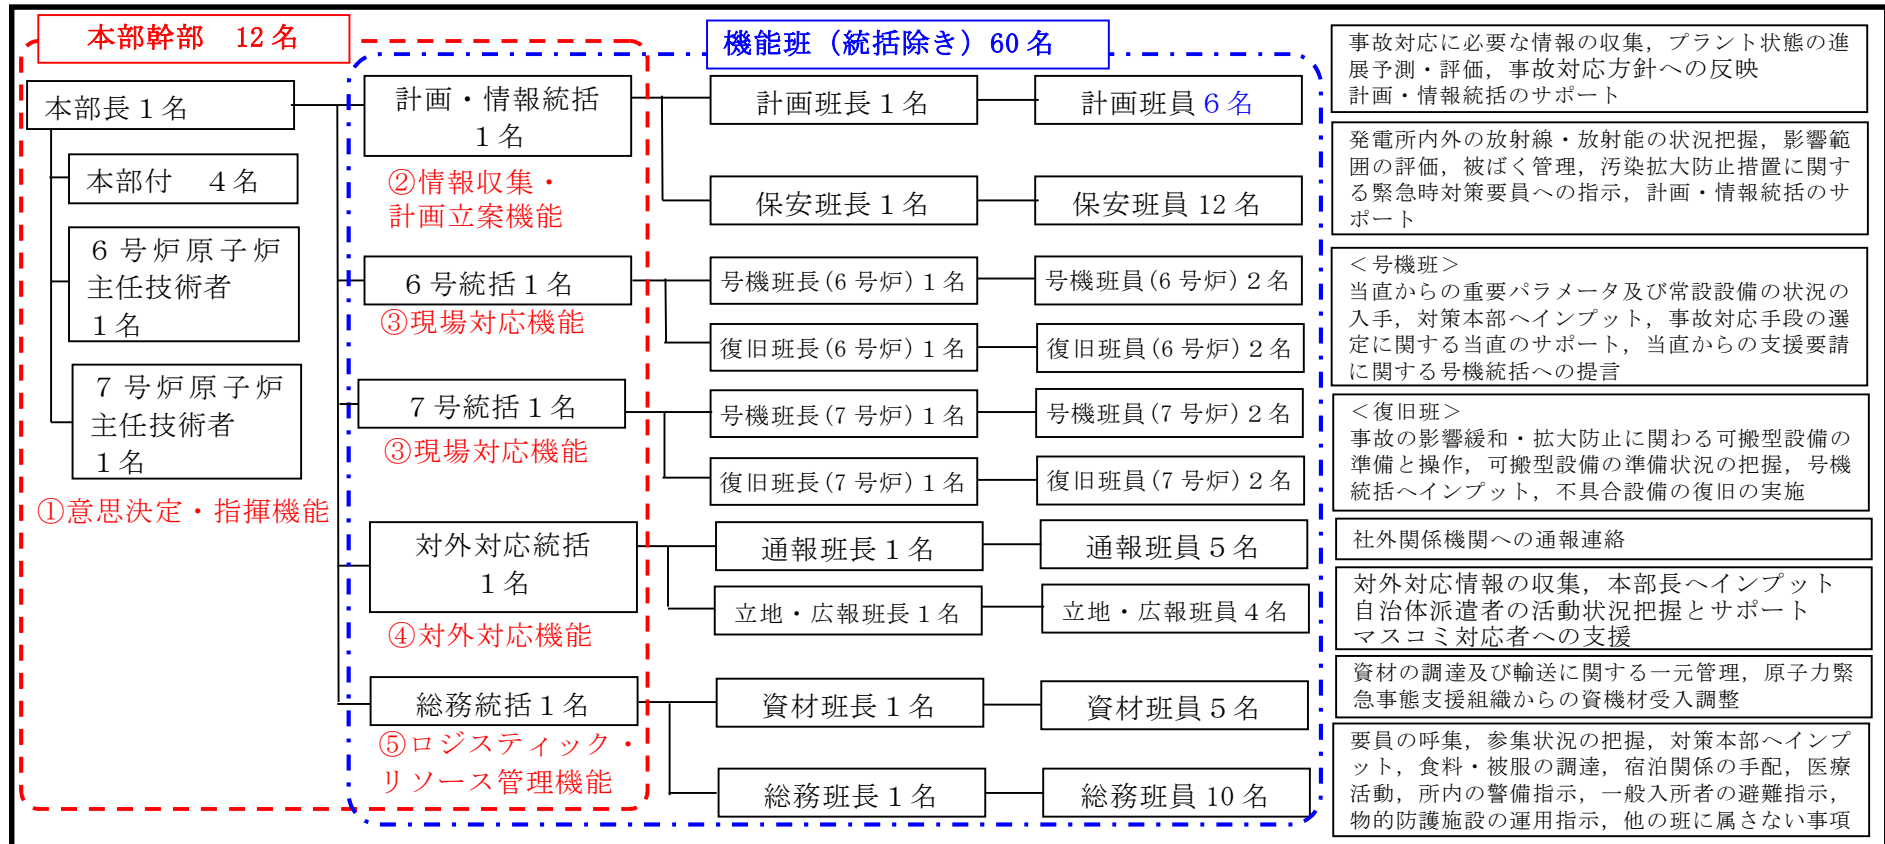 本部幹部　12名
機能班（統括除き）60名
本部長１名
本部付　４名
６号炉原子炉
主任技術者
１名
７号炉原子炉
主任技術者
１名
①意思決定・指揮機能
計画・情報統括
１名
②情報収集・
計画立案機能
６号統括１名
③現場対応機能
７号統括１名
③現場対応機能
対外対応統括
１名
④対外対応機能
総務統括１名
⑤ロジスティック・
リソース管理機能
計画班長１名
計画班員６名
保安班長１名
保安班員12名
号機班長(６号炉)１名
号機班員(６号炉)２名
復旧班長(６号炉)１名
復旧班員(６号炉)２名
号機班長(７号炉)１名
号機班員(７号炉)２名
復旧班長(７号炉)１名
復旧班員(７号炉)２名
通報班長１名
通報班員５名
立地・広報班長１名
立地・広報班員４名
資材班長１名
資材班員５名
総務班長１名
総務班員10名
事故対応に必要な情報の収集，プラント状態の進
展予測・評価，事故対応方針への反映
計画・情報統括のサポート
発電所内外の放射線・放射能の状況把握，影響範
囲の評価，被ばく管理，汚染拡大防止措置に関す
る緊急時対策要員への指示，計画・情報統括のサ
ポート
＜号機班＞
当直からの重要パラメータ及び常設設備の状況の
入手，対策本部へインプット，事故対応手段の選
定に関する当直のサポート，当直からの支援要請
に関する号機統括への提言
＜復旧班＞
事故の影響緩和・拡大防止に関わる可搬型設備の
準備と操作，可搬型設備の準備状況の把握，号機
統括へインプット，不具合設備の復旧の実施
社外関係機関への通報連絡
対外対応情報の収集，本部長へインプット
自治体派遣者の活動状況把握とサポート
マスコミ対応者への支援
資材の調達及び輸送に関する一元管理，原子力緊
急事態支援組織からの資機材受入調整
要員の呼集，参集状況の把握，対策本部へインプ
ット，食料・被服の調達，宿泊関係の手配，医療
活動，所内の警備指示，一般入所者の避難指示，
物的防護施設の運用指示，他の班に属さない事項